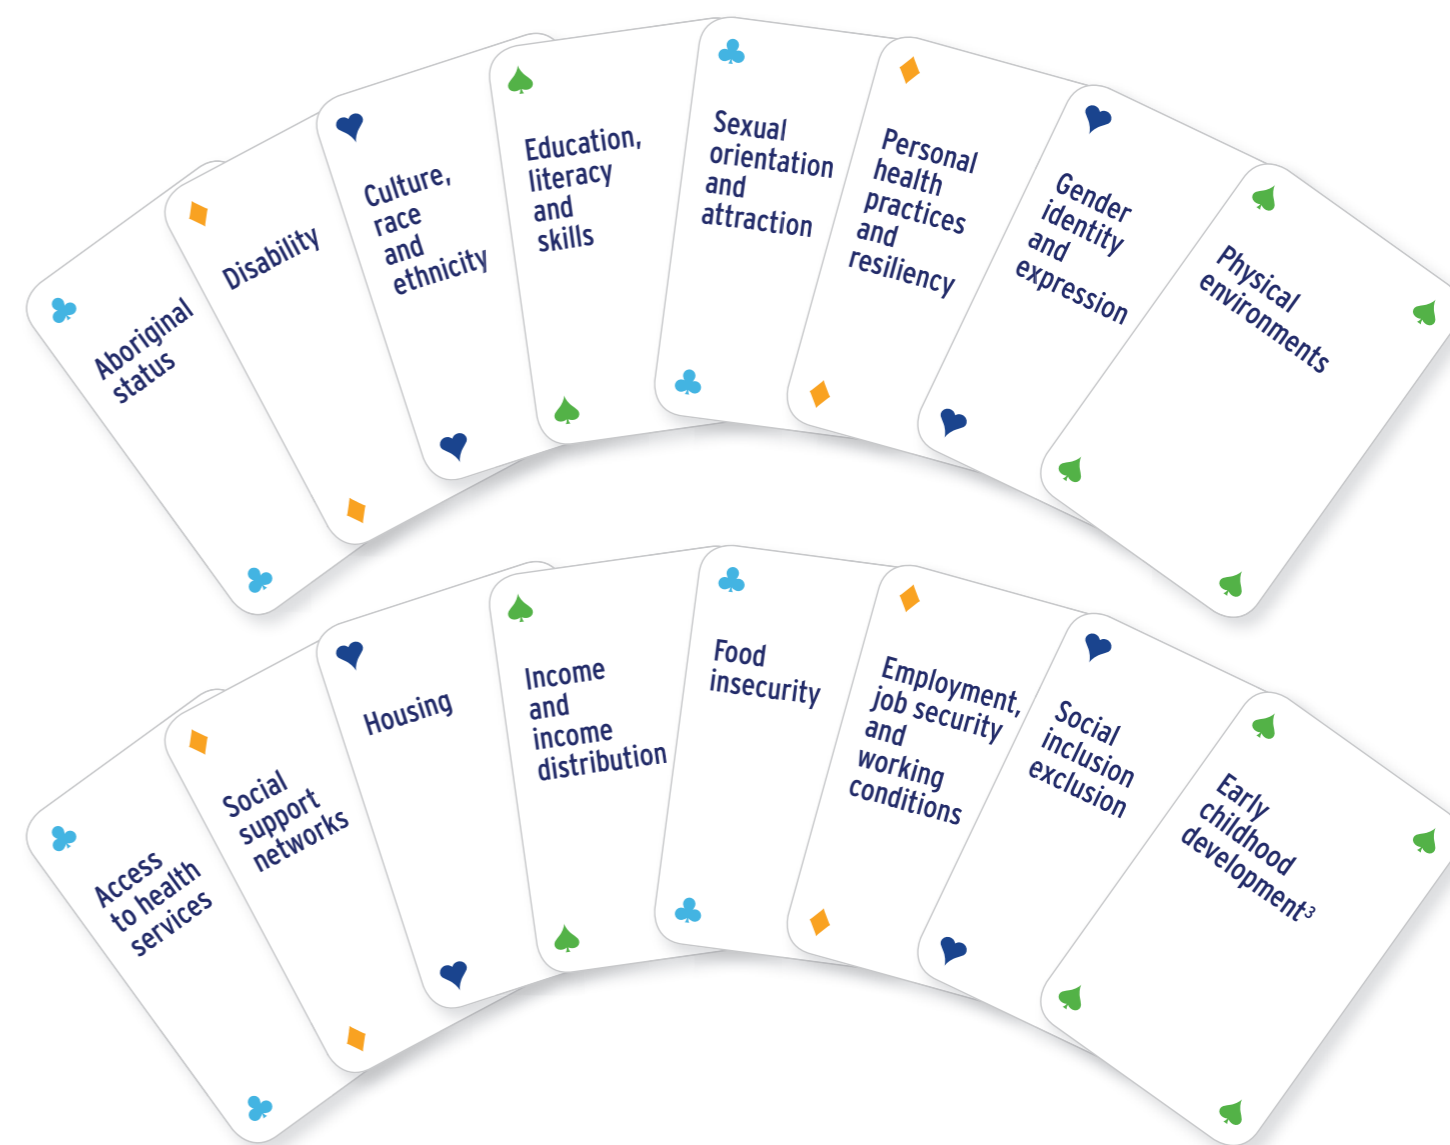 Aboriginal
status
Disability
Culture,
race
and
ethnicity
Education,
literacy
and
skills
Sexual
orientation
and
attraction
Personal
health
practices
and
resiliency
Gender
identity
and
expression
Physical
environments
Access
to health
services
Social
support
networks
Housing
Income
and
income
distribution
Food
insecurity
Employment,
job security
and
working
conditions
Social
inclusion
exclusion
Early
childhood
development³